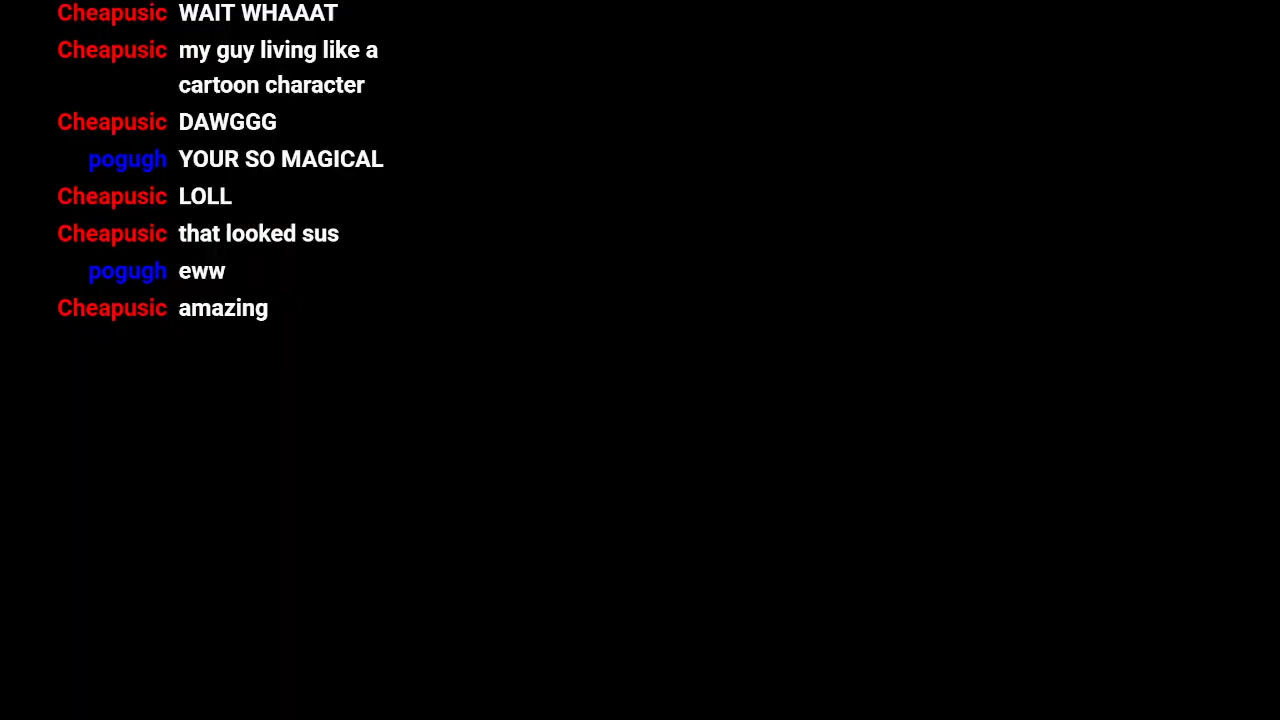 Cheapusic WAIT WHAAAT
Cheapusic my guy living like a
cartoon character
Cheapusic DAWGGG
pogugh YOUR SO MAGICAL
Cheapusic LOLL
Cheapusic that looked sus
pogugh eww
Cheapusic amazing